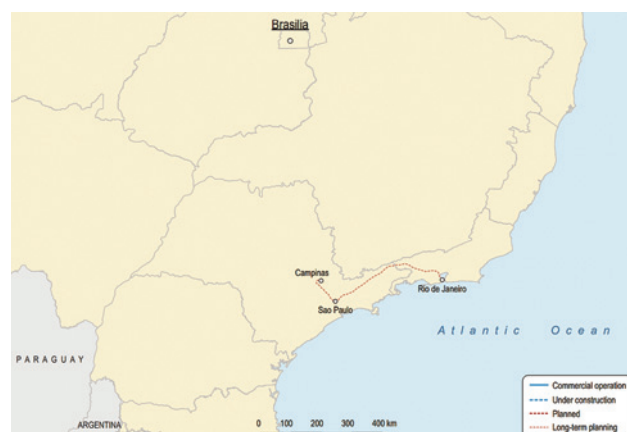 Brasilia
Campinas
Sao Paulo
Rio de Janeiro
Atlantic Ocean
PARAGUAY
ARGENTINA
0 100 200 300 400 km
Commercial operation
Under construction
Planned
Long-term planning